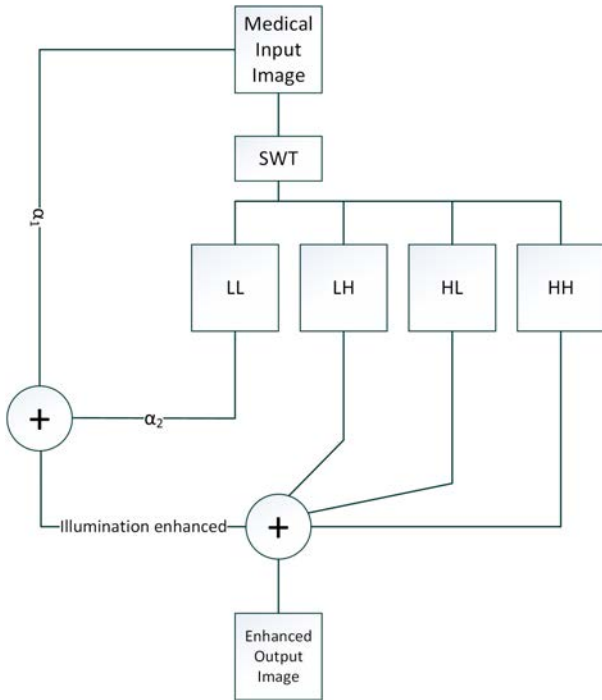 Medical
Input
Image
SWT
α1
LL
LH
HL
HH
+
α2
Illumination enhanced
+
Enhanced
Output
Image